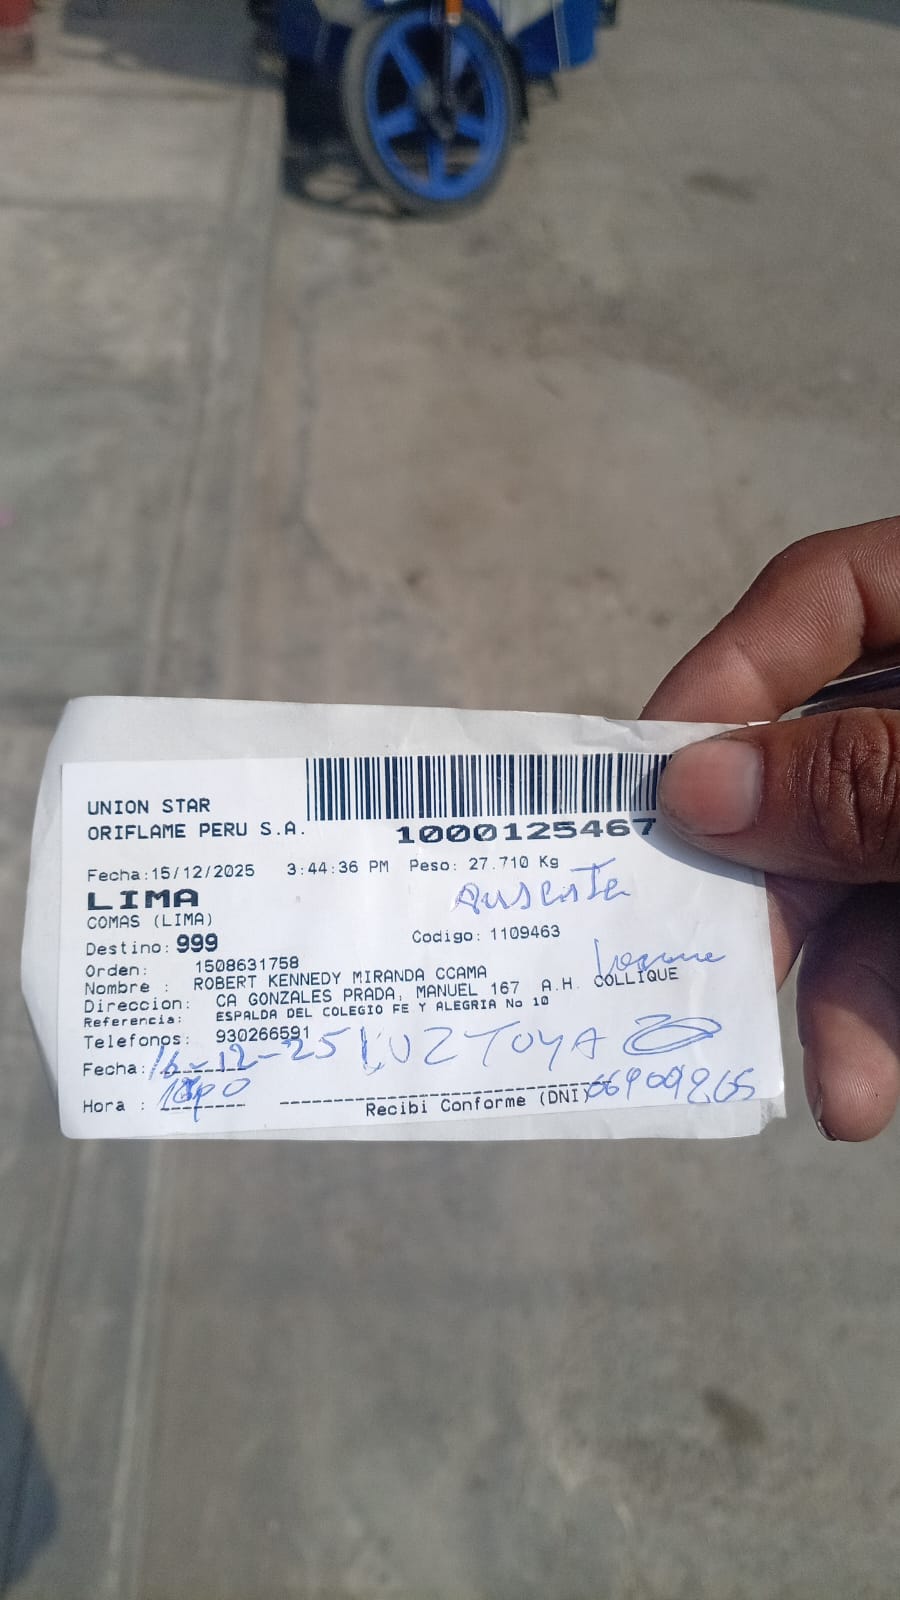 UNION STAR
ORIFLAME PERU S.A.
1000125467
Fecha:15/12/2025 3:44:36 PM Peso: 27.710 Kg
LIMA
Ausente
COMAS (LIMA)
Destino: 999 Codigo: 1109463
Orden: 1508631758
Nombre : ROBERT KENNEDY MIRANDA CCAMA
Direccion: CA GONZALES PRADA, MANUEL 167 A.H. COLLIQUE
Referencia: ESPALDA DEL COLEGIO FE Y ALEGRIA No 10
Telefonos: 930266591
Fecha: 16-12-25 LUZ TOYA
Hora : Recibi Conforme (DNI)